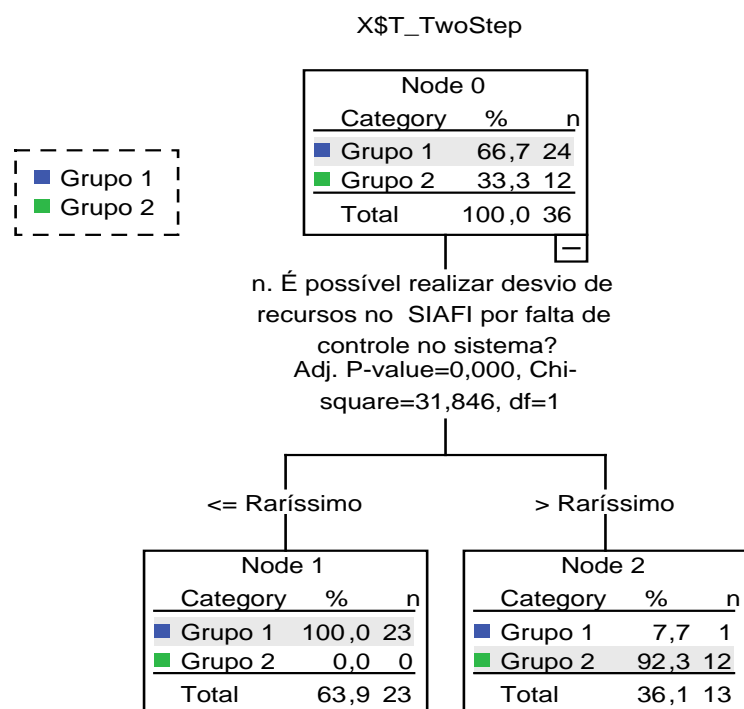 X$T_TwoStep
Node 0
Category % n
Grupo 1 66,7 24
Grupo 2 33,3 12
Total 100,0 36
Grupo 1
Grupo 2
n. É possível realizar desvio de
recursos no SIAFI por falta de
controle no sistema?
Adj. P-value=0,000, Chi-
square=31,846, df=1
<= Raríssimo
> Raríssimo
Node 1
Category % n
Grupo 1 100,0 23
Grupo 2 0,0 0
Total 63,9 23
Node 2
Category % n
Grupo 1 7,7 1
Grupo 2 92,3 12
Total 36,1 13